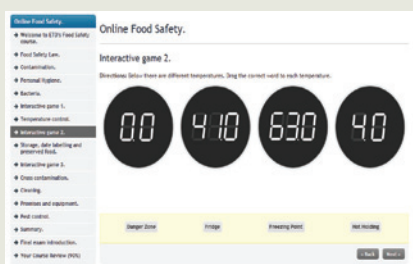 Online Food Safety.
Welcome to ETD's Food Safety course.
Food Safety Law.
Contamination.
Personal Hygiene.
Bacteria.
Interactive game 1.
Temperature control.
Interactive game 2.
Storage, date labelling and preserved food.
Interactive game 3.
Cross contamination.
Cleaning.
Premises and equipment.
Pest control.
Summary.
Final exam introduction.
Your Course Review (90%)
Online Food Safety.
Interactive game 2.
Directions: Below there are different temperatures. Drag the correct word to each temperature.
0.0 41.0 63.0 4.0
Danger Zone Fridge Freezing Point Hot Holding
Back Next